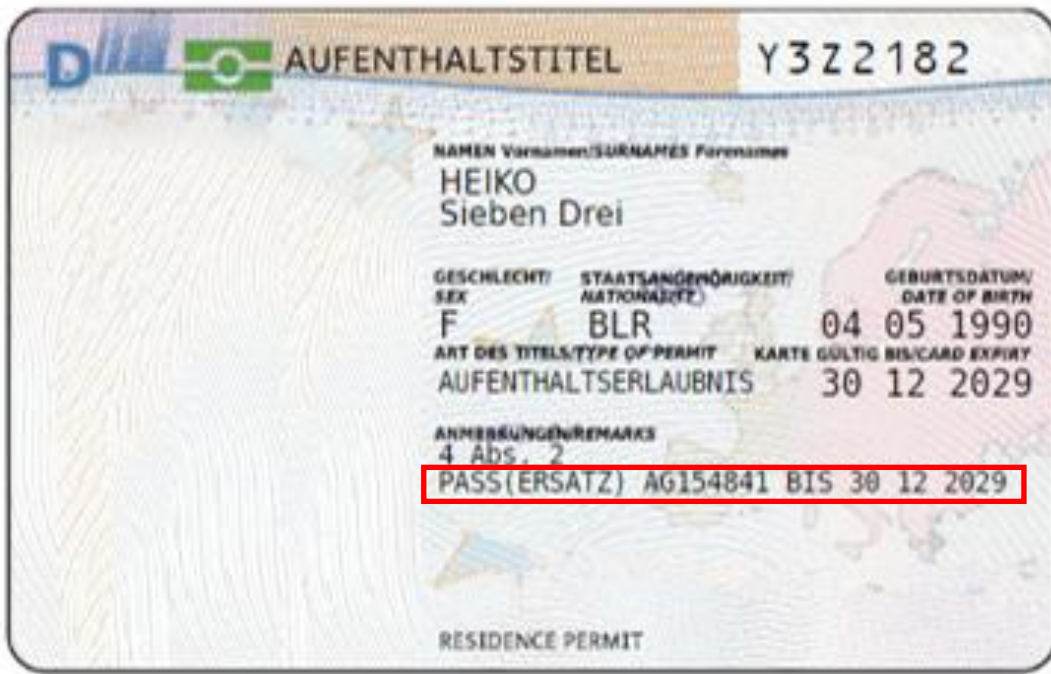 D
AUFENTHALTSTITEL
Y3Z2182
NAMEN Vornamen/SURNAMES Forenames
HEIKO
Sieben Drei
GESCHLECHT/ STAATSANGEHÖRIGKEIT/ GEBURTSDATUM/
SEX NATIONALITY DATE OF BIRTH
F BLR 04 05 1990
ART DES TITELS/TYPE OF PERMIT KARTE GÜLTIG BIS/CARD EXPIRY
AUFENTHALTSERLAUBNIS 30 12 2029
ANMERKUNGEN/REMARKS
4 Abs. 2
PASS(ERSATZ) AG154841 BIS 30 12 2029
RESIDENCE PERMIT